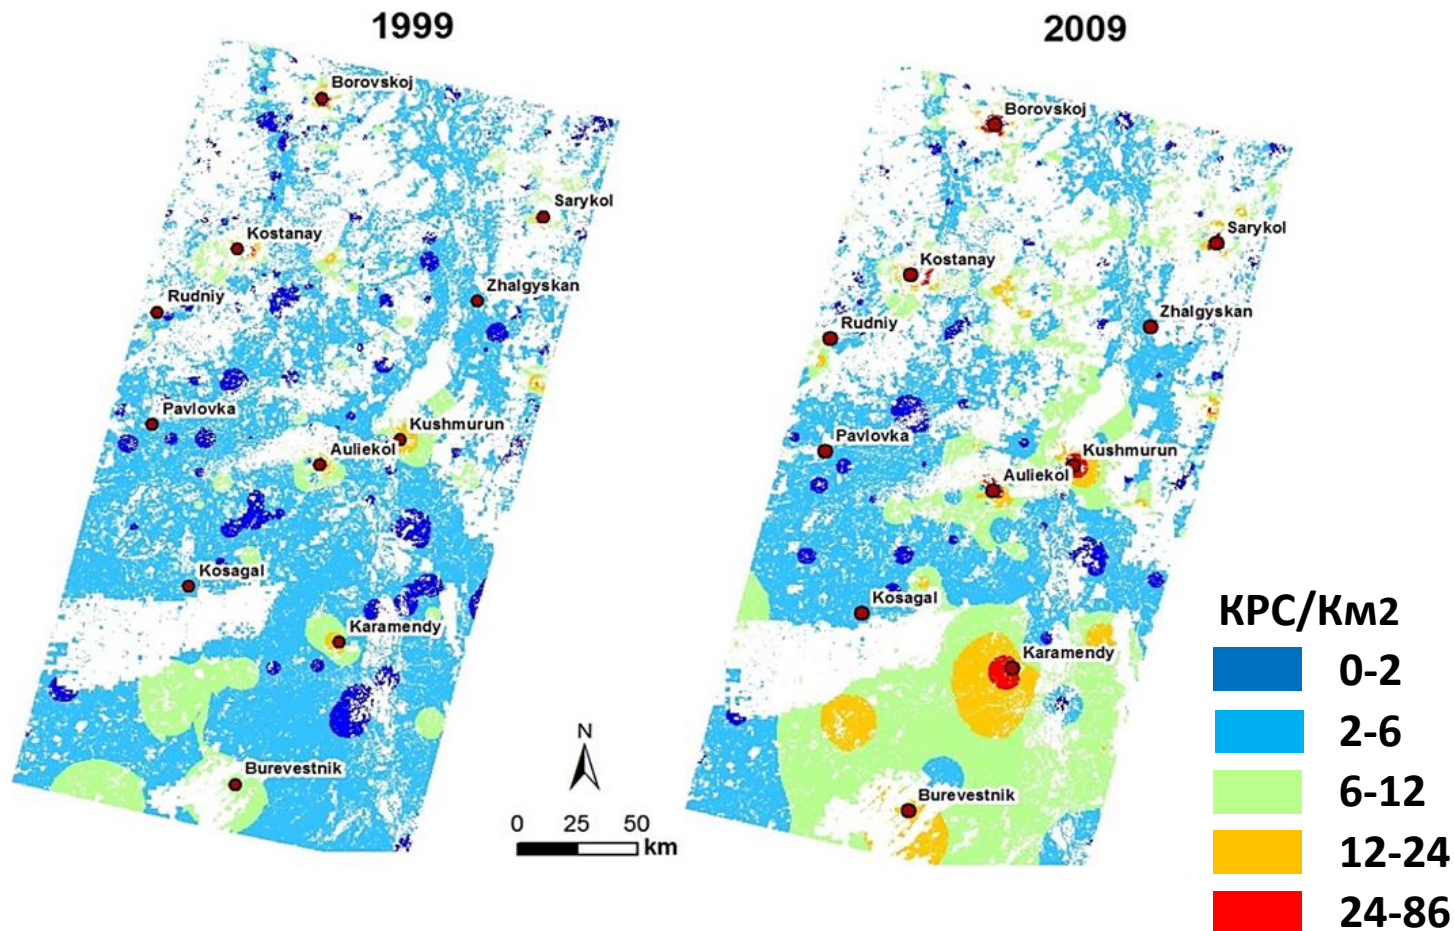 1999
2009
Borovskoj
Sarykol
Kostanay
Zhalgyskan
Rudniy
Pavlovka
Kushmurun
Auliekol
Kosagal
Karamendy
Burevestnik
Borovskoj
Sarykol
Kostanay
Zhalgyskan
Rudniy
Pavlovka
Kushmurun
Auliekol
Kosagal
Karamendy
Burevestnik
N
0 25 50
km
КРС/Км2
0-2
2-6
6-12
12-24
24-86